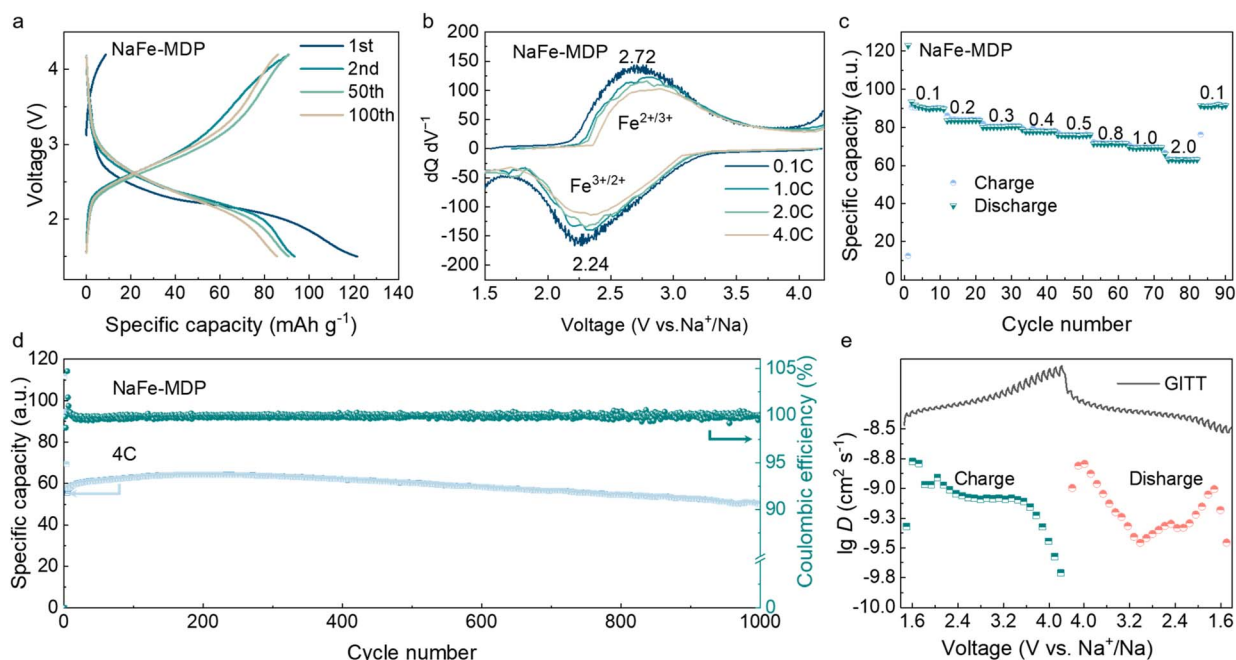 a
NaFe-MDP
1st
2nd
50th
100th
4
3
2
Voltage (V)
0 20 40 60 80 100 120 140
Specific capacity (mAh g⁻¹)
b
NaFe-MDP
2.72
Fe²⁺/³⁺
Fe³⁺/²⁺
2.24
0.1C
1.0C
2.0C
4.0C
200
150
100
50
0
-50
-100
-150
-200
dQ dV⁻¹
1.5 2.0 2.5 3.0 3.5 4.0
Voltage (V vs.Na⁺/Na)
c
NaFe-MDP
0.1 0.2 0.3 0.4 0.5 0.8 1.0 2.0 0.1
Charge
Discharge
120
100
80
60
40
20
0
Specific capacity (a.u.)
0 10 20 30 40 50 60 70 80 90
Cycle number
d
NaFe-MDP
4C
120
100
80
60
40
20
0
Specific capacity (a.u.)
105
100
95
90
0
Coulombic efficiency (%)
0 200 400 600 800 1000
Cycle number
e
GITT
Charge
Disharge
-8.5
-8.8
-9.0
-9.3
-9.5
-9.8
-10.0
lg D (cm² s⁻¹)
1.6 2.4 3.2 4.0 4.0 3.2 2.4 1.6
Voltage (V vs. Na⁺/Na)